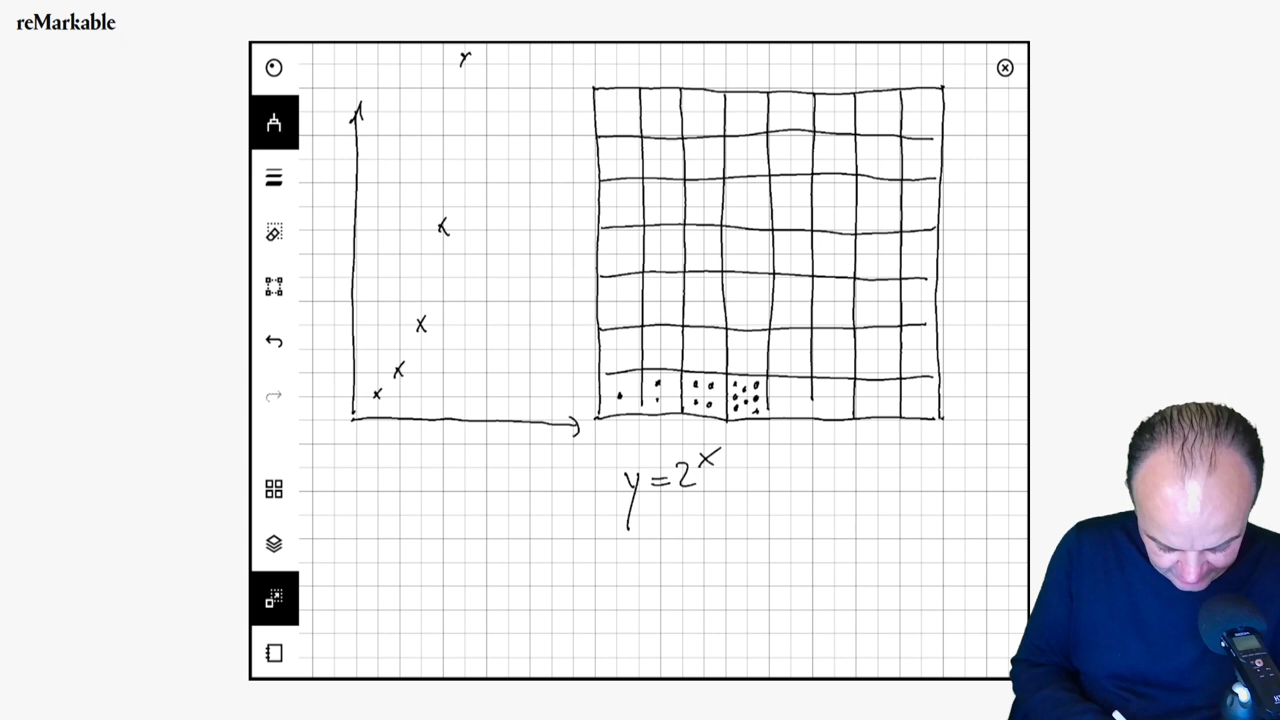 reMarkable
y = 2^x